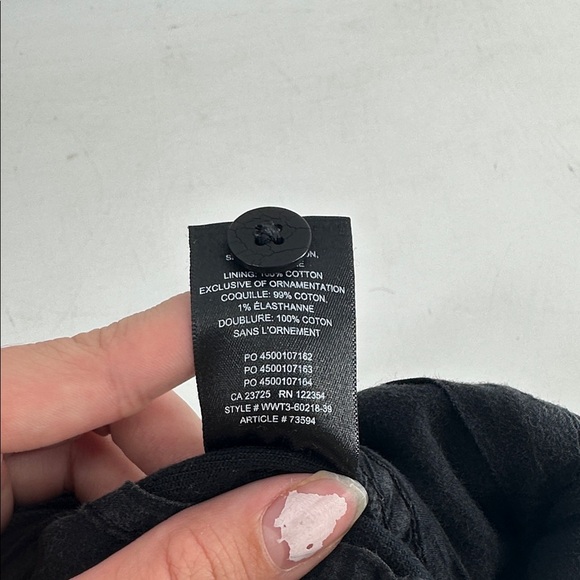 LINING: 100% COTTON
EXCLUSIVE OF ORNAMENTATION
COQUILLE: 99% COTON,
1% ÉLASTHANNE
DOUBLURE: 100% COTON
SANS L'ORNEMENT
PO 4500107162
PO 4500107163
PO 4500107164
CA 23725 RN 122354
STYLE # WWT3-60218-39
ARTICLE # 73594